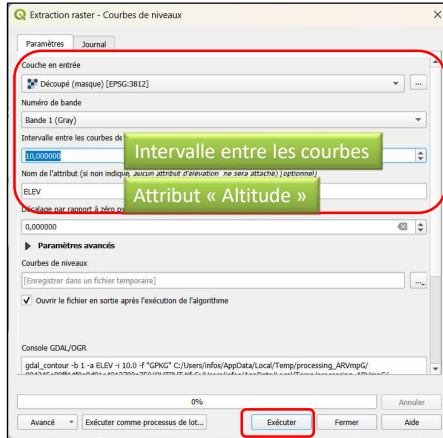 Extraction raster - Courbes de niveaux
Paramètres Journal
Couche en entrée
Découpé (masque) [EPSG:3812]
...
Numéro de bande
Bande 1 (Gray)
Intervalle entre les courbes de
10,000000
Intervalle entre les courbes
Nom de l'attribut (si non indiqué, aucun attribut d'élévation ne sera attaché) [optionnel]
ELEV
Attribut « Altitude »
Décalage par rapport à zéro
0,000000
Paramètres avancés
Courbes de niveaux
[Enregistrer dans un fichier temporaire]
...
Ouvrir le fichier en sortie après l'exécution de l'algorithme
Console GDAL/OGR
gdal_contour -b 1 -a ELEV -i 10.0 -f "GPKG" C:/Users/infos/AppData/Local/Temp/processing_ARVmpG/
0%
Annuler
Avancé Exécuter comme processus de lot... Exécuter Fermer Aide